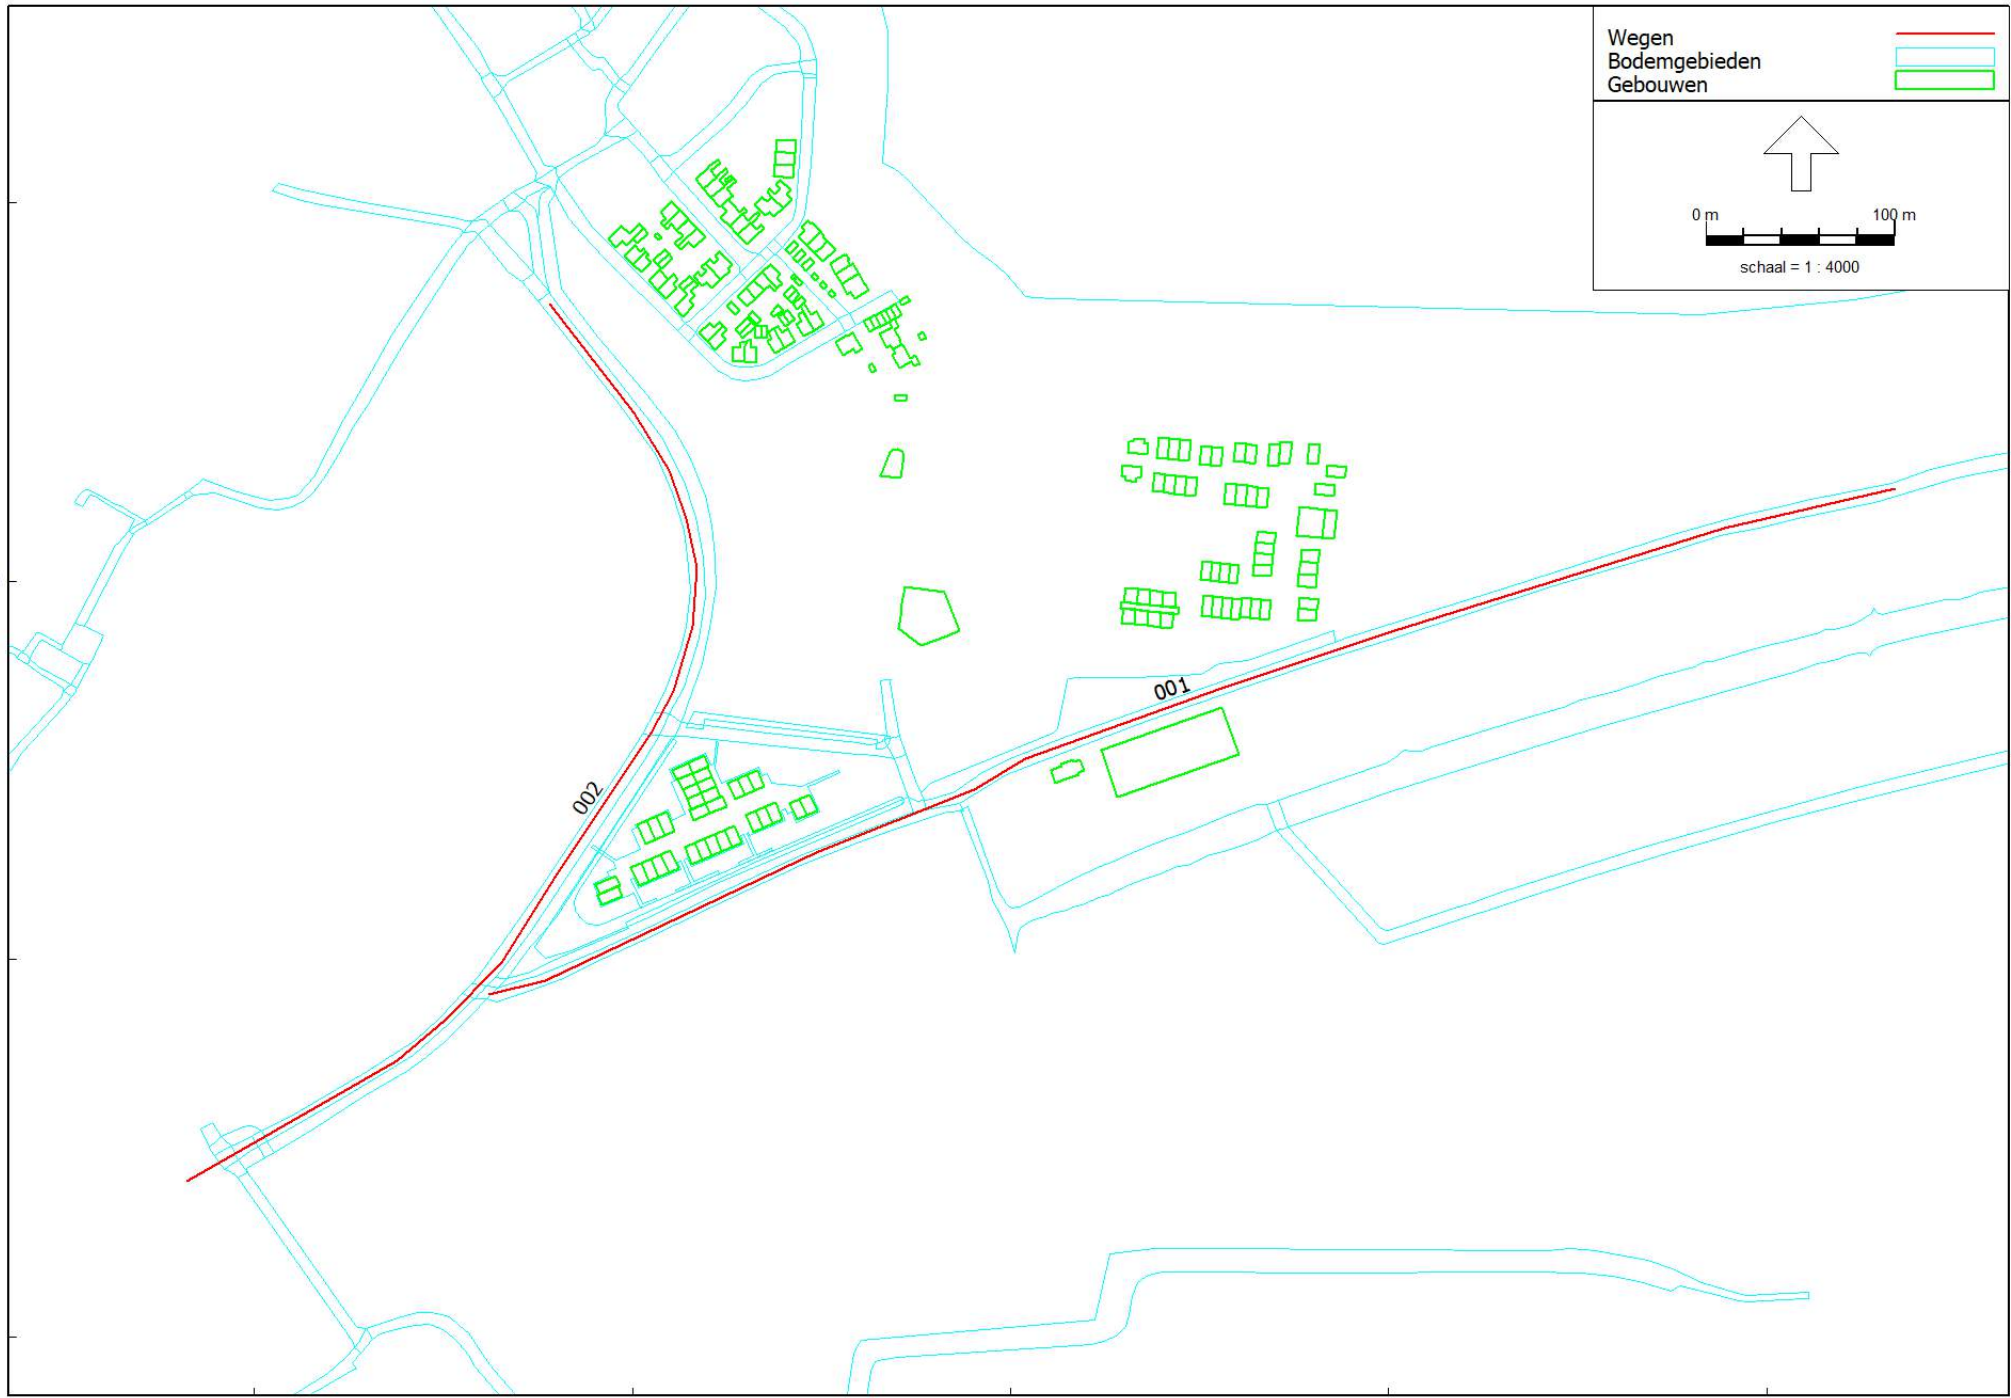 Wegen
Bodemgebieden
Gebouwen
0 m 100 m
schaal = 1 : 4000
001
002